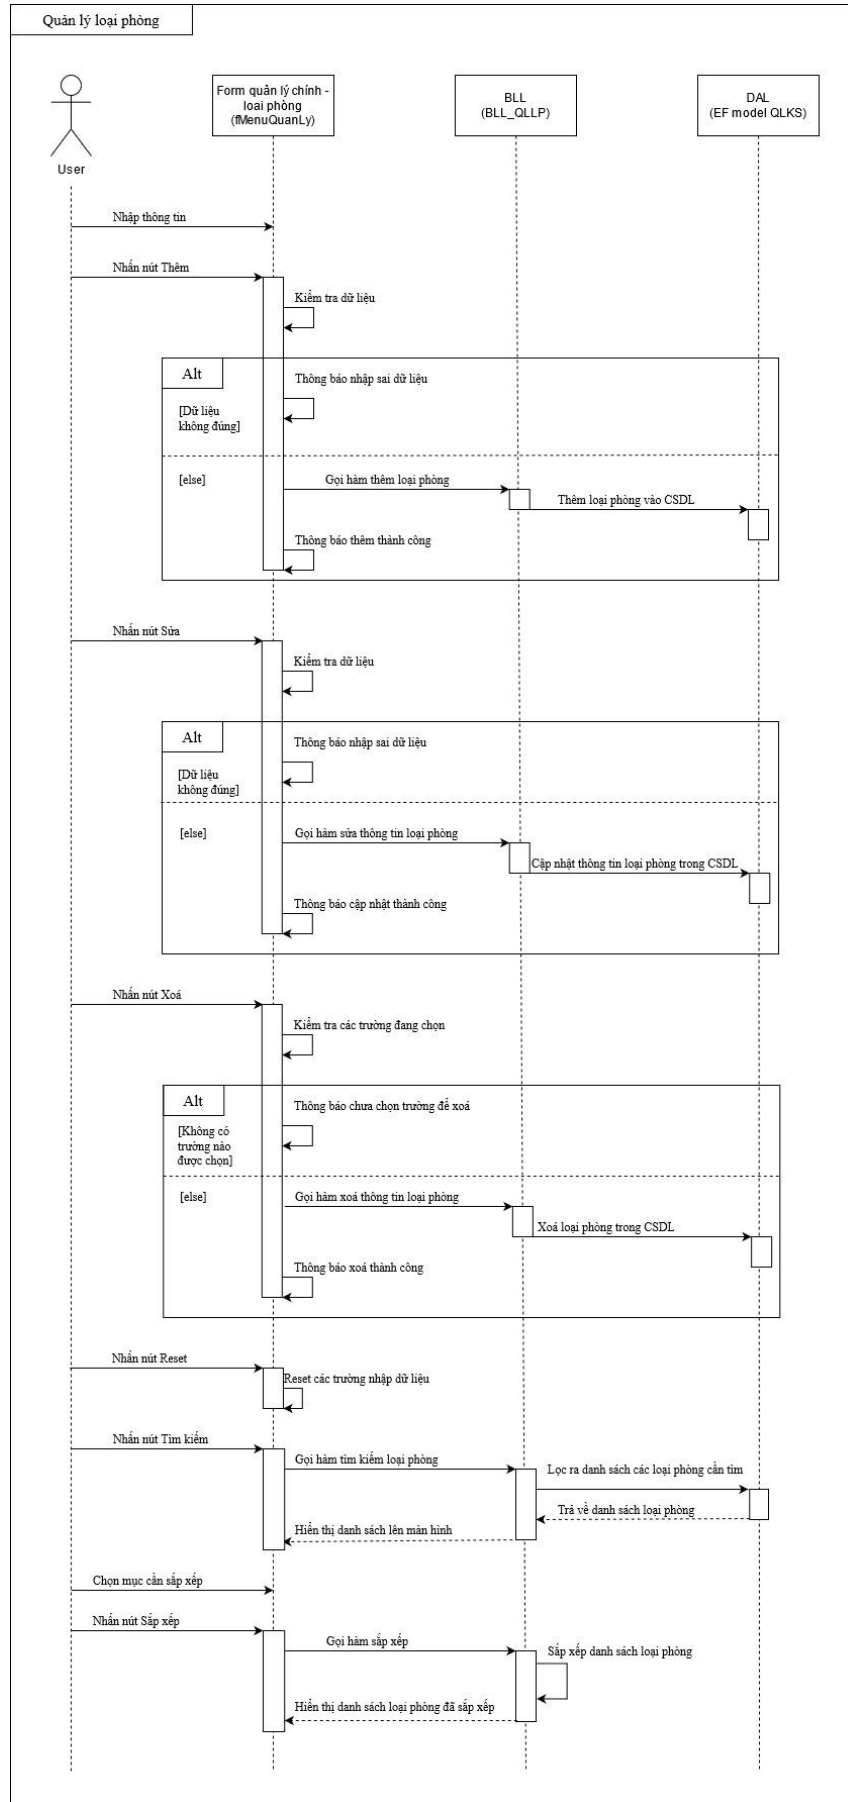 Quản lý loại phòng
Form quản lý chính -
loai phòng
(fMenuQuanLy)
BLL
(BLL_QLLP)
DAL
(EF model QLKS)
User
Nhập thông tin
Nhấn nút Thêm
Kiểm tra dữ liệu
Alt
Thông báo nhập sai dữ liệu
[Dữ liệu
không đúng]
[else]
Gọi hàm thêm loại phòng
Thêm loại phòng vào CSDL
Thông báo thêm thành công
Nhấn nút Sửa
Kiểm tra dữ liệu
Alt
Thông báo nhập sai dữ liệu
[Dữ liệu
không đúng]
[else]
Gọi hàm sửa thông tin loại phòng
Cập nhật thông tin loại phòng trong CSDL
Thông báo cập nhật thành công
Nhấn nút Xoá
Kiểm tra các trường đang chọn
Alt
Thông báo chưa chọn trường để xoá
[Không có
trường nào
được chọn]
[else]
Gọi hàm xoá thông tin loại phòng
Xoá loại phòng trong CSDL
Thông báo xoá thành công
Nhấn nút Reset
Reset các trường nhập dữ liệu
Nhấn nút Tìm kiếm
Gọi hàm tìm kiếm loại phòng
Lọc ra danh sách các loại phòng cần tìm
Trả về danh sách loại phòng
Hiển thị danh sách lên màn hình
Chọn mục cần sắp xếp
Nhấn nút Sắp xếp
Gọi hàm sắp xếp
Sắp xếp danh sách loại phòng
Hiển thị danh sách loại phòng đã sắp xếp